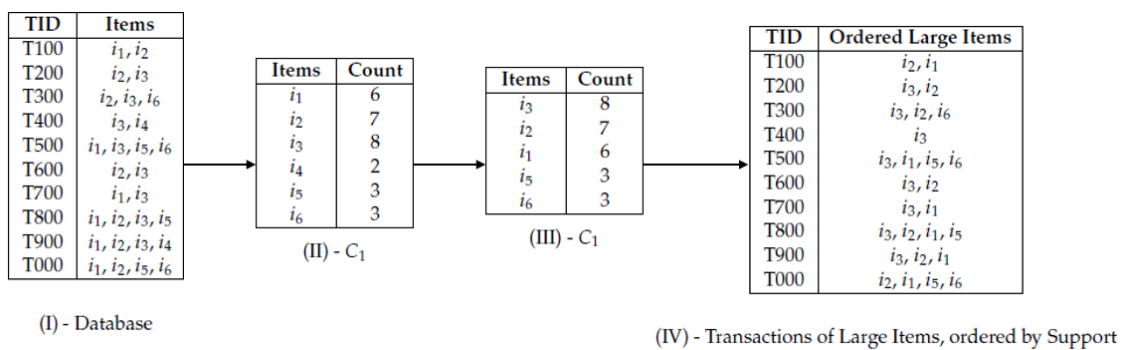 TID Items
T100 i₁, i₂
T200 i₂, i₃
T300 i₂, i₃, i₆
T400 i₃, i₄
T500 i₁, i₃, i₅, i₆
T600 i₂, i₃
T700 i₁, i₃
T800 i₁, i₂, i₃, i₅
T900 i₁, i₂, i₃, i₄
T000 i₁, i₂, i₅, i₆
(I) - Database
Items Count
i₁ 6
i₂ 7
i₃ 8
i₄ 2
i₅ 3
i₆ 3
(II) - C₁
Items Count
i₃ 8
i₂ 7
i₁ 6
i₅ 3
i₆ 3
(III) - C₁
TID Ordered Large Items
T100 i₂, i₁
T200 i₃, i₂
T300 i₃, i₂, i₆
T400 i₃
T500 i₃, i₁, i₅, i₆
T600 i₃, i₂
T700 i₃, i₁
T800 i₃, i₂, i₁, i₅
T900 i₃, i₂, i₁
T000 i₂, i₁, i₅, i₆
(IV) - Transactions of Large Items, ordered by Support